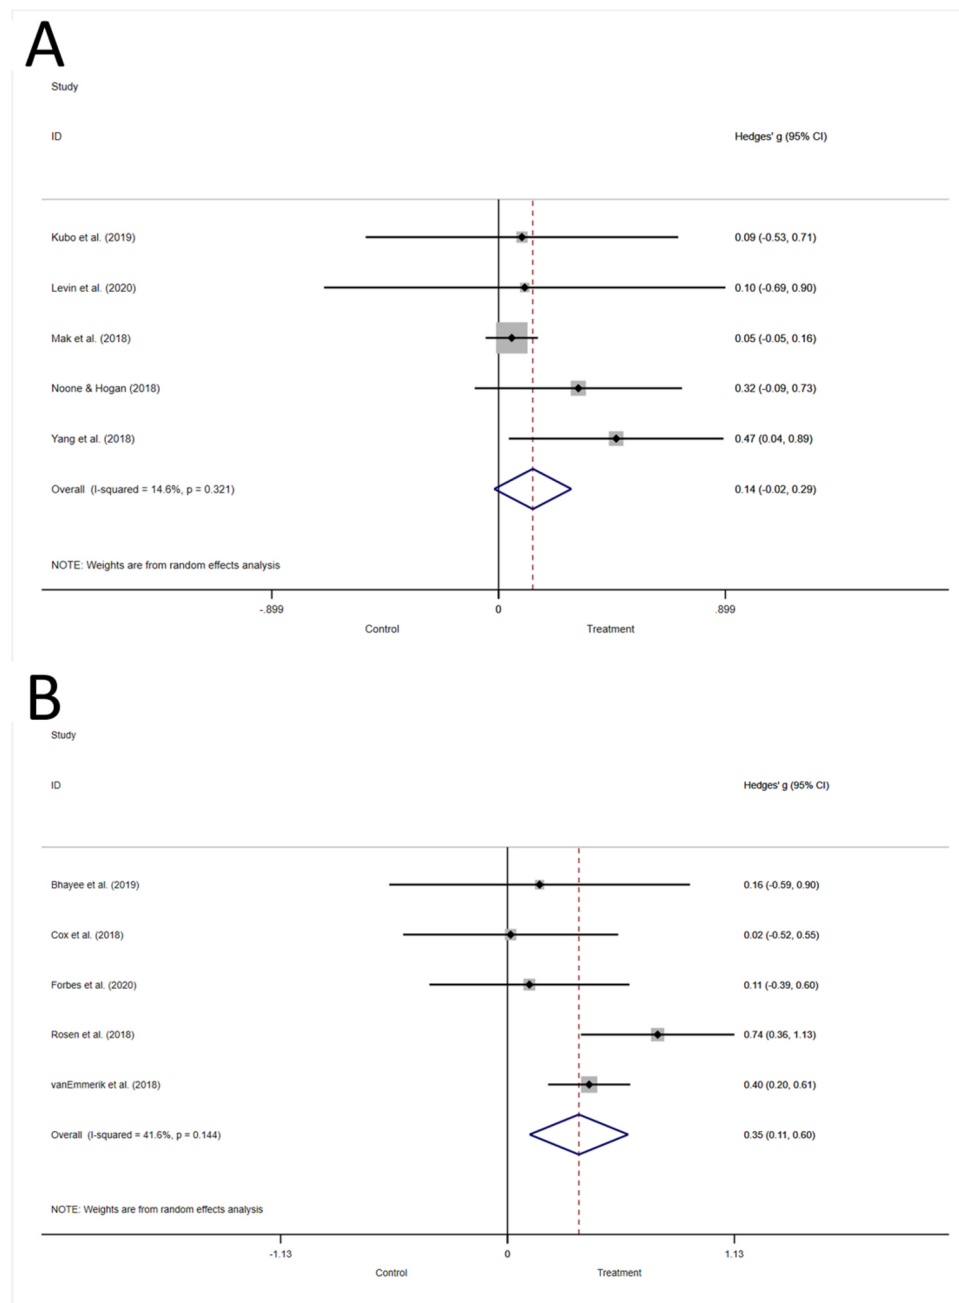 A
Study
ID Hedges' g (95% CI)
Kubo et al. (2019) 0.09 (-0.53, 0.71)
Levin et al. (2020) 0.10 (-0.69, 0.90)
Mak et al. (2018) 0.05 (-0.05, 0.16)
Noone & Hogan (2018) 0.32 (-0.09, 0.73)
Yang et al. (2018) 0.47 (0.04, 0.89)
Overall (I-squared = 14.6%, p = 0.321) 0.14 (-0.02, 0.29)
NOTE: Weights are from random effects analysis
-.899 0 .899
Control Treatment
B
Study
ID Hedges' g (95% CI)
Bhayee et al. (2019) 0.16 (-0.59, 0.90)
Cox et al. (2018) 0.02 (-0.52, 0.55)
Forbes et al. (2020) 0.11 (-0.39, 0.60)
Rosen et al. (2018) 0.74 (0.36, 1.13)
vanEmmerik et al. (2018) 0.40 (0.20, 0.61)
Overall (I-squared = 41.6%, p = 0.144) 0.35 (0.11, 0.60)
NOTE: Weights are from random effects analysis
-1.13 0 1.13
Control Treatment